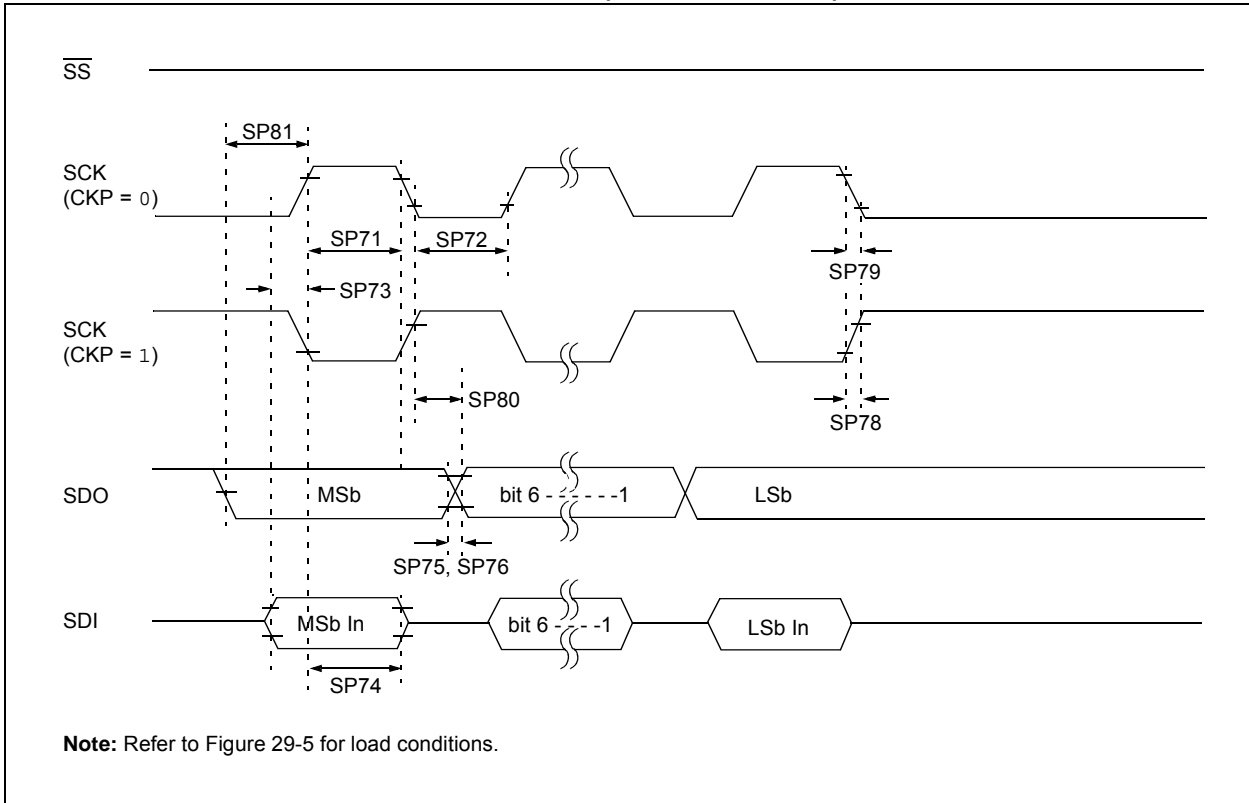 SS
SP81
SCK
(CKP = 0)
SP71
SP72
SP79
SP73
SCK
(CKP = 1)
SP80
SP78
SDO
MSb
bit 6 - - - - - -1
LSb
SP75, SP76
SDI
MSb In
bit 6 - - - -1
LSb In
SP74
Note: Refer to Figure 29-5 for load conditions.